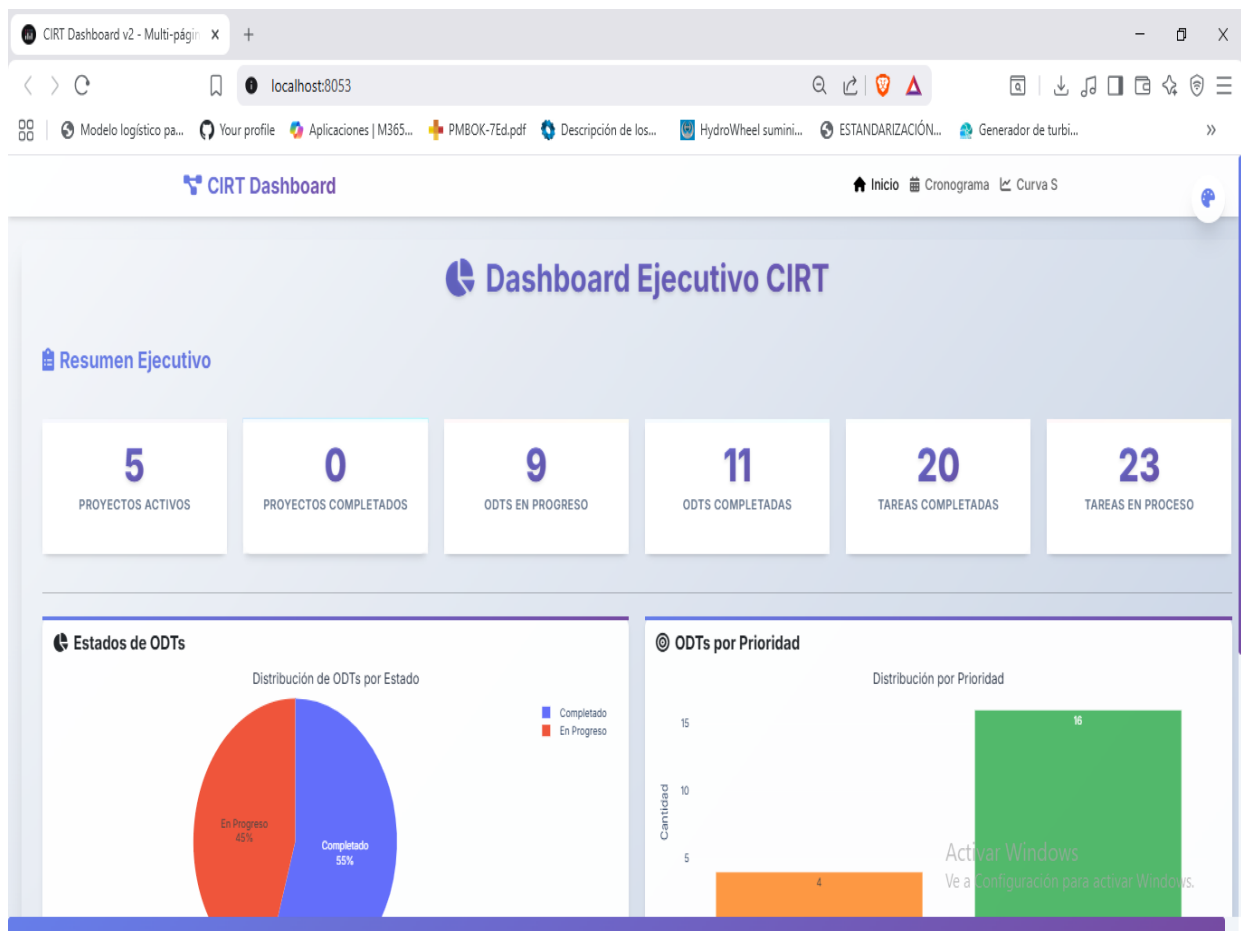 CIRT Dashboard v2 - Multi-págin
localhost:8053
Modelo logístico pa... Your profile Aplicaciones | M365... PMBOK-7Ed.pdf Descripción de los... HydroWheel sumini... ESTANDARIZACIÓN... Generador de turbi...
CIRT Dashboard Inicio Cronograma Curva S
Dashboard Ejecutivo CIRT
Resumen Ejecutivo
5 0 9 11 20 23
PROYECTOS ACTIVOS PROYECTOS COMPLETADOS ODTS EN PROGRESO ODTS COMPLETADAS TAREAS COMPLETADAS TAREAS EN PROCESO
Estados de ODTs
Distribución de ODTs por Estado
Completado
En Progreso
En Progreso
45%
Completado
55%
ODTs por Prioridad
Distribución por Prioridad
15
10
5
Cantidad
16
4
Activar Windows
Ve a Configuración para activar Windows.